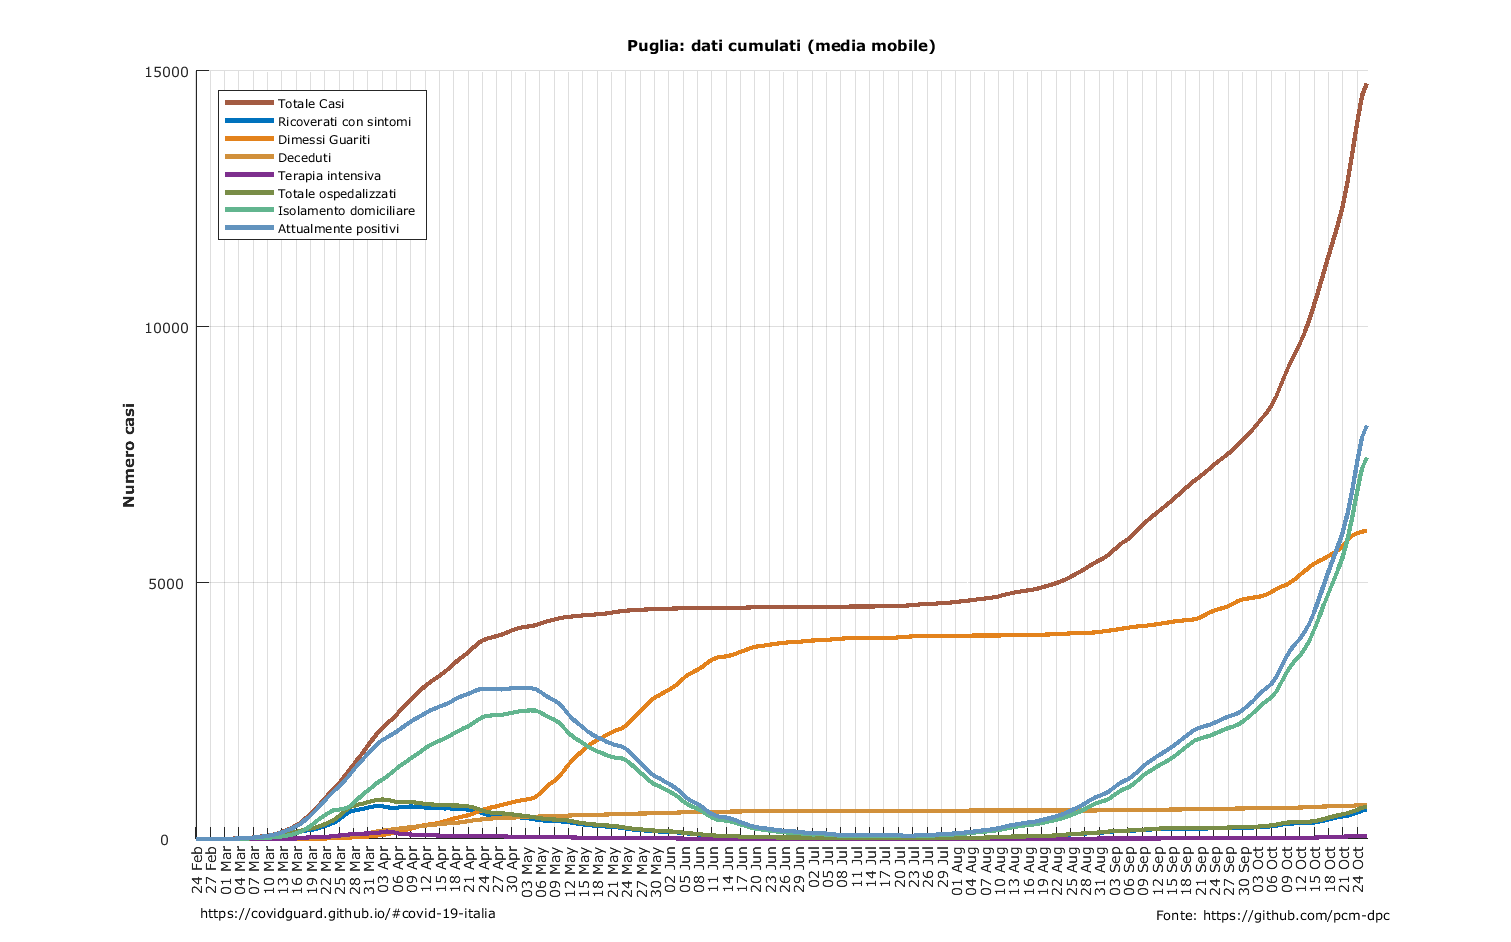 Puglia: dati cumulati (media mobile)
15000
10000
5000
0
Numero casi
Totale Casi
Ricoverati con sintomi
Dimessi Guariti
Deceduti
Terapia intensiva
Totale ospedalizzati
Isolamento domiciliare
Attualmente positivi
24 Feb
27 Feb
01 Mar
04 Mar
07 Mar
10 Mar
13 Mar
16 Mar
19 Mar
22 Mar
25 Mar
28 Mar
31 Mar
03 Apr
06 Apr
09 Apr
12 Apr
15 Apr
18 Apr
21 Apr
24 Apr
27 Apr
30 Apr
03 May
06 May
09 May
12 May
15 May
18 May
21 May
24 May
27 May
30 May
02 Jun
05 Jun
08 Jun
11 Jun
14 Jun
17 Jun
20 Jun
23 Jun
26 Jun
29 Jun
02 Jul
05 Jul
08 Jul
11 Jul
14 Jul
17 Jul
20 Jul
23 Jul
26 Jul
29 Jul
01 Aug
04 Aug
07 Aug
10 Aug
13 Aug
16 Aug
19 Aug
22 Aug
25 Aug
28 Aug
31 Aug
03 Sep
06 Sep
09 Sep
12 Sep
15 Sep
18 Sep
21 Sep
24 Sep
27 Sep
30 Sep
03 Oct
06 Oct
09 Oct
12 Oct
15 Oct
18 Oct
21 Oct
24 Oct
https://covidguard.github.io/#covid-19-italia
Fonte: https://github.com/pcm-dpc